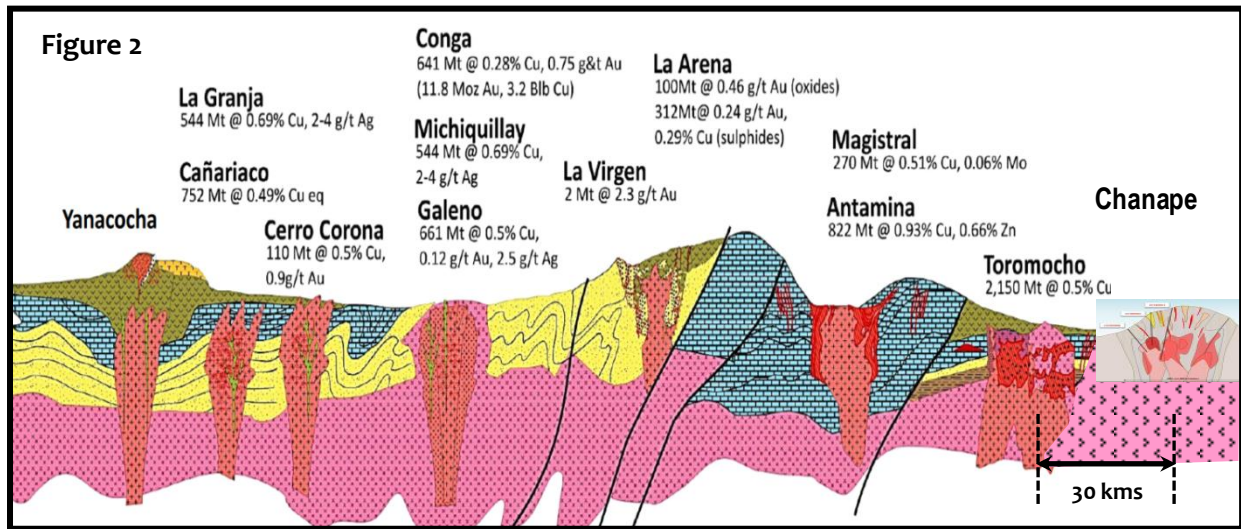 Figure 2
Yanacocha
La Granja
544 Mt @ 0.69% Cu, 2-4 g/t Ag
Cañariaco
752 Mt @ 0.49% Cu eq
Cerro Corona
110 Mt @ 0.5% Cu,
0.9g/t Au
Conga
641 Mt @ 0.28% Cu, 0.75 g&t Au
(11.8 Moz Au, 3.2 Blb Cu)
Michiquillay
544 Mt @ 0.69% Cu,
2-4 g/t Ag
Galeno
661 Mt @ 0.5% Cu,
0.12 g/t Au, 2.5 g/t Ag
La Virgen
2 Mt @ 2.3 g/t Au
La Arena
100Mt @ 0.46 g/t Au (oxides)
312Mt@ 0.24 g/t Au,
0.29% Cu (sulphides)
Magistral
270 Mt @ 0.51% Cu, 0.06% Mo
Antamina
822 Mt @ 0.93% Cu, 0.66% Zn
Toromocho
2,150 Mt @ 0.5% Cu
Chanape
30 kms